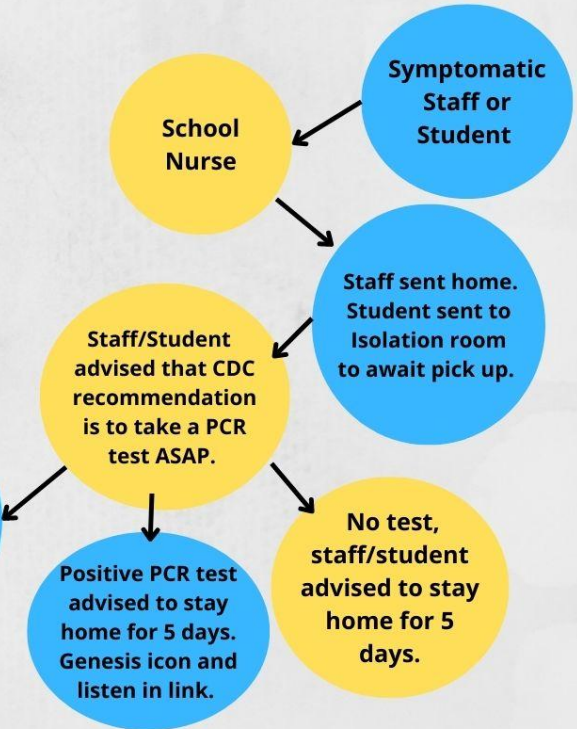 Symptomatic
Staff or
Student
School
Nurse
Staff sent home.
Student sent to
Isolation room
to await pick up.
Staff/Student
advised that CDC
recommendation
is to take a PCR
test ASAP.
Positive PCR test
advised to stay
home for 5 days.
Genesis icon and
listen in link.
No test,
staff/student
advised to stay
home for 5
days.